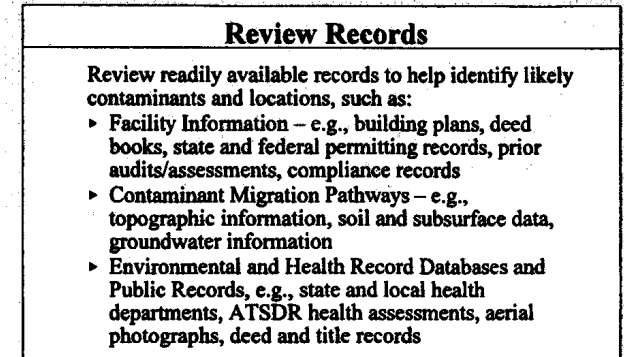 Review Records
Review readily available records to help identify likely
contaminants and locations, such as:
▸ Facility Information – e.g., building plans, deed
books, state and federal permitting records, prior
audits/assessments, compliance records
▸ Contaminant Migration Pathways – e.g.,
topographic information, soil and subsurface data,
groundwater information
▸ Environmental and Health Record Databases and
Public Records, e.g., state and local health
departments, ATSDR health assessments, aerial
photographs, deed and title records